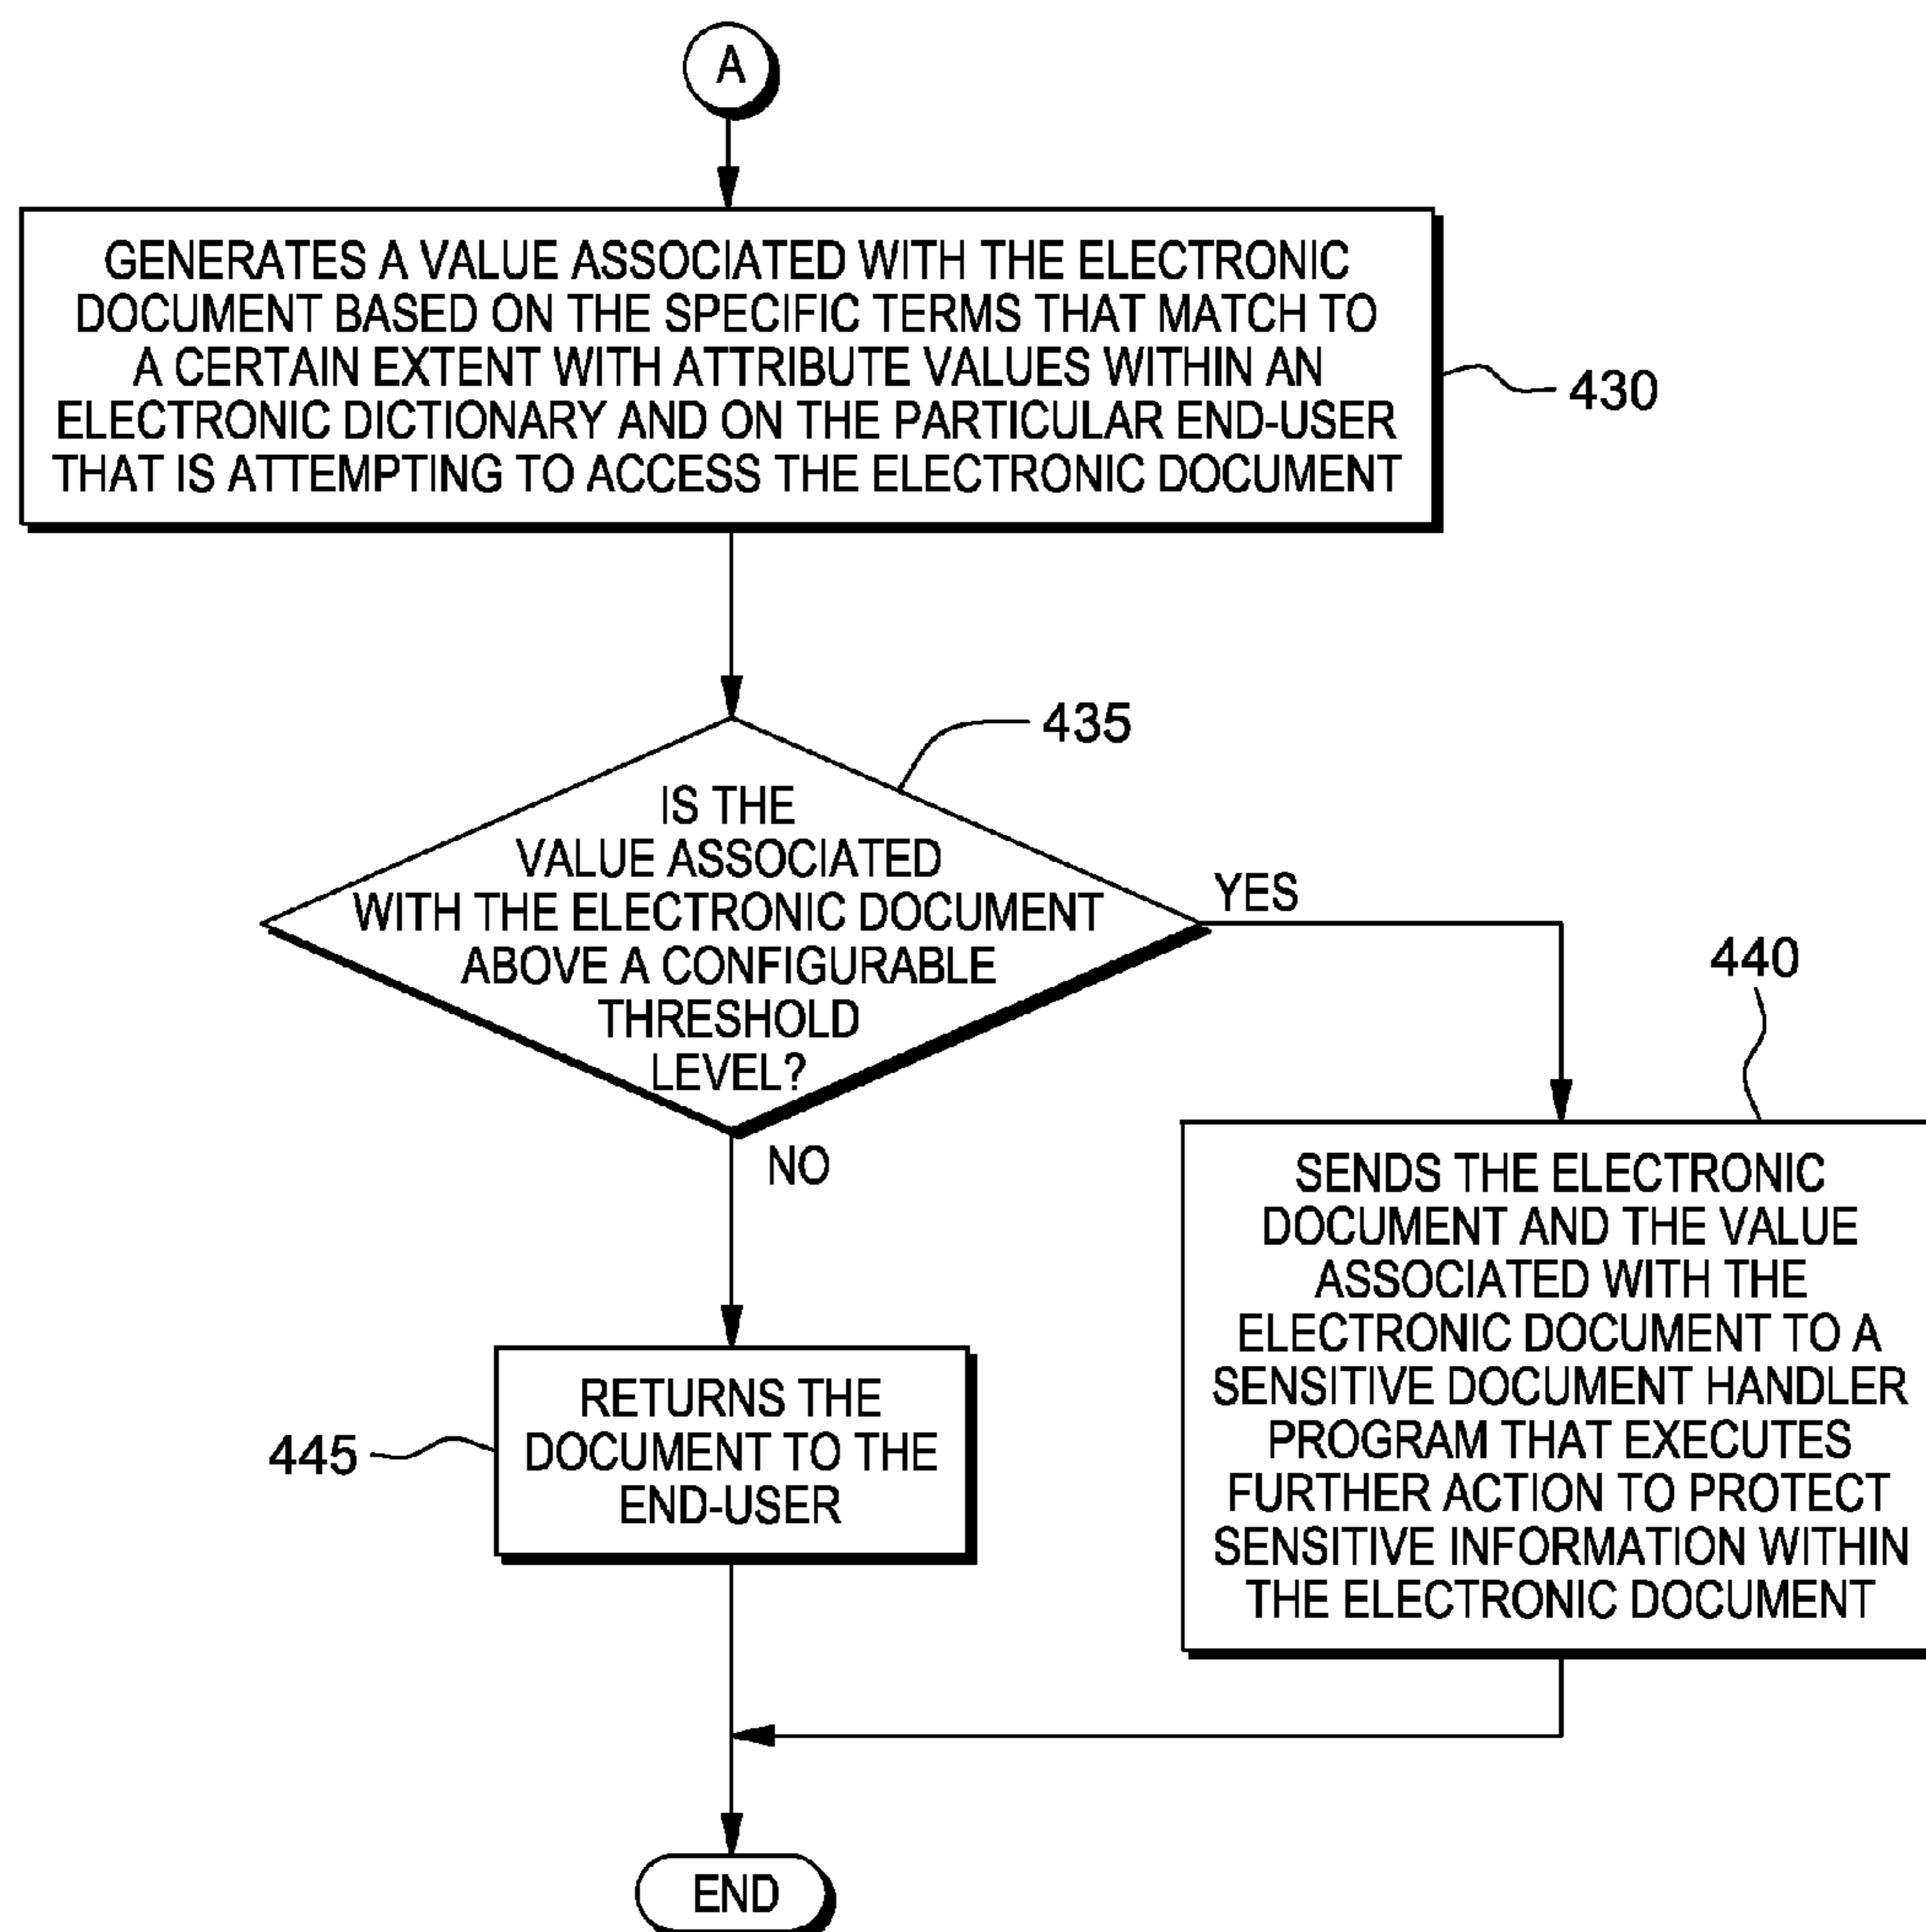 A
GENERATES A VALUE ASSOCIATED WITH THE ELECTRONIC
DOCUMENT BASED ON THE SPECIFIC TERMS THAT MATCH TO
A CERTAIN EXTENT WITH ATTRIBUTE VALUES WITHIN AN
ELECTRONIC DICTIONARY AND ON THE PARTICULAR END-USER
THAT IS ATTEMPTING TO ACCESS THE ELECTRONIC DOCUMENT
430
435
IS THE
VALUE ASSOCIATED
WITH THE ELECTRONIC DOCUMENT
ABOVE A CONFIGURABLE
THRESHOLD
LEVEL?
YES
NO
440
SENDS THE ELECTRONIC
DOCUMENT AND THE VALUE
ASSOCIATED WITH THE
ELECTRONIC DOCUMENT TO A
SENSITIVE DOCUMENT HANDLER
PROGRAM THAT EXECUTES
FURTHER ACTION TO PROTECT
SENSITIVE INFORMATION WITHIN
THE ELECTRONIC DOCUMENT
445
RETURNS THE
DOCUMENT TO THE
END-USER
END